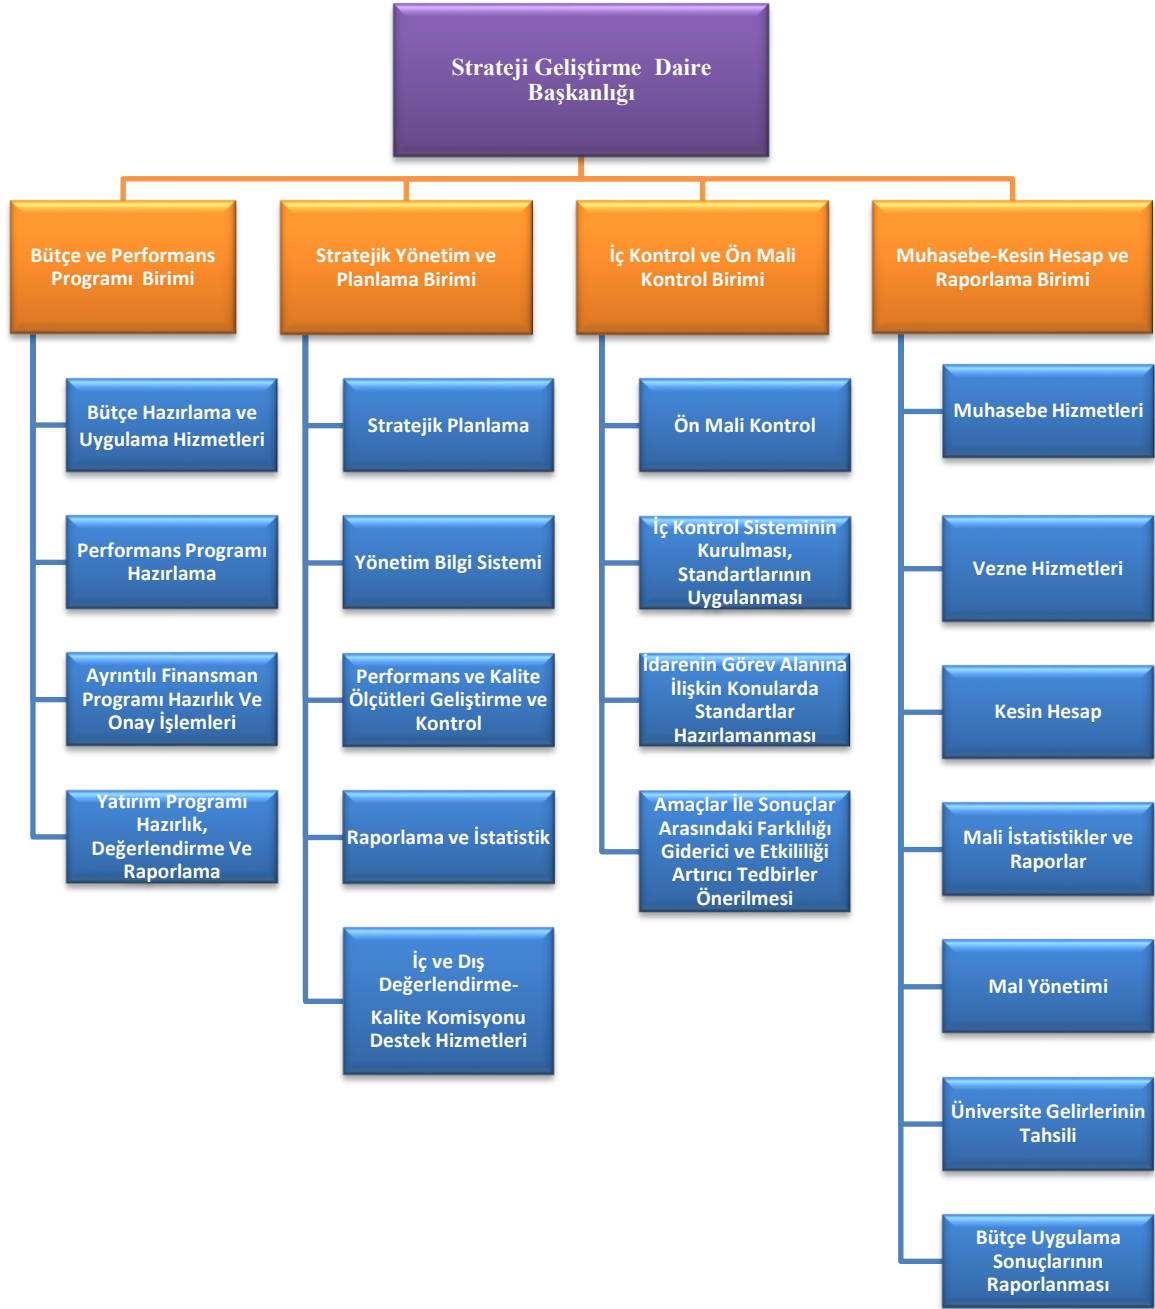 Strateji Geliştirme Daire
Başkanlığı
Bütçe ve Performans
Programı Birimi
Bütçe Hazırlama ve
Uygulama Hizmetleri
Performans Programı
Hazırlama
Ayrıntılı Finansman
Programı Hazırlık Ve
Onay İşlemleri
Yatırım Programı
Hazırlık,
Değerlendirme Ve
Raporlama
Stratejik Yönetim ve
Planlama Birimi
Stratejik Planlama
Yönetim Bilgi Sistemi
Performans ve Kalite
Ölçütleri Geliştirme ve
Kontrol
Raporlama ve İstatistik
İç ve Dış
Değerlendirme-
Kalite Komisyonu
Destek Hizmetleri
İç Kontrol ve Ön Mali
Kontrol Birimi
Ön Mali Kontrol
İç Kontrol Sisteminin
Kurulması,
Standartlarının
Uygulanması
İdarenin Görev Alanına
İlişkin Konularda
Standartlar
Hazırlamanması
Amaçlar İle Sonuçlar
Arasındaki Farklılığı
Giderici ve Etkililiği
Artırıcı Tedbirler
Önerilmesi
Muhasebe-Kesin Hesap ve
Raporlama Birimi
Muhasebe Hizmetleri
Vezne Hizmetleri
Kesin Hesap
Mali İstatistikler ve
Raporlar
Mal Yönetimi
Üniversite Gelirlerinin
Tahsili
Bütçe Uygulama
Sonuçlarının
Raporlanması